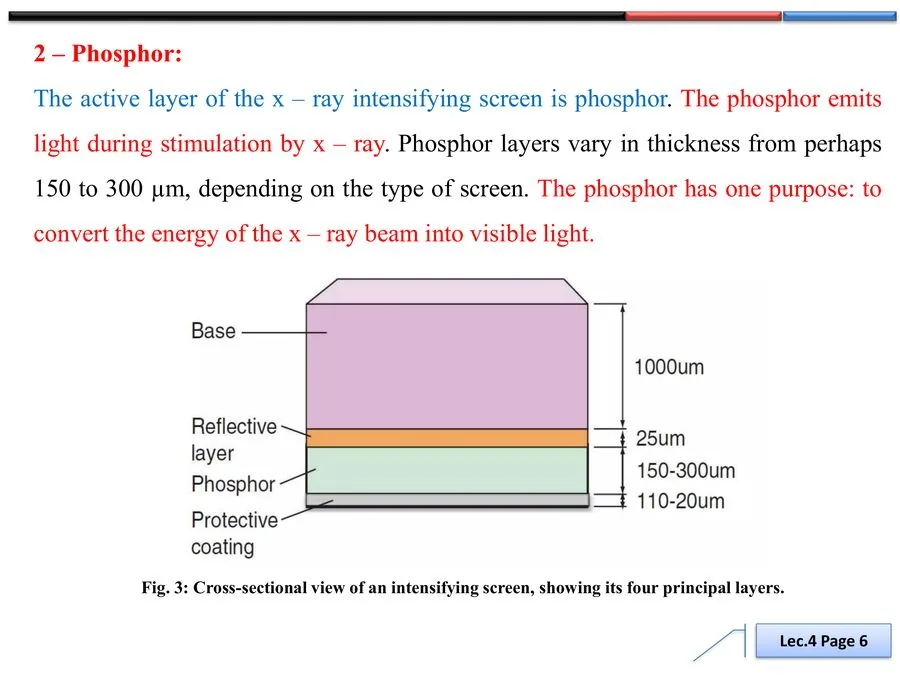 2 – Phosphor:
The active layer of the x – ray intensifying screen is phosphor. The phosphor emits
light during stimulation by x – ray. Phosphor layers vary in thickness from perhaps
150 to 300 µm, depending on the type of screen. The phosphor has one purpose: to
convert the energy of the x – ray beam into visible light.
Base
1000um
Reflective
layer
25um
Phosphor
150-300um
Protective
coating
110-20um
Fig. 3: Cross-sectional view of an intensifying screen, showing its four principal layers.
Lec.4 Page 6